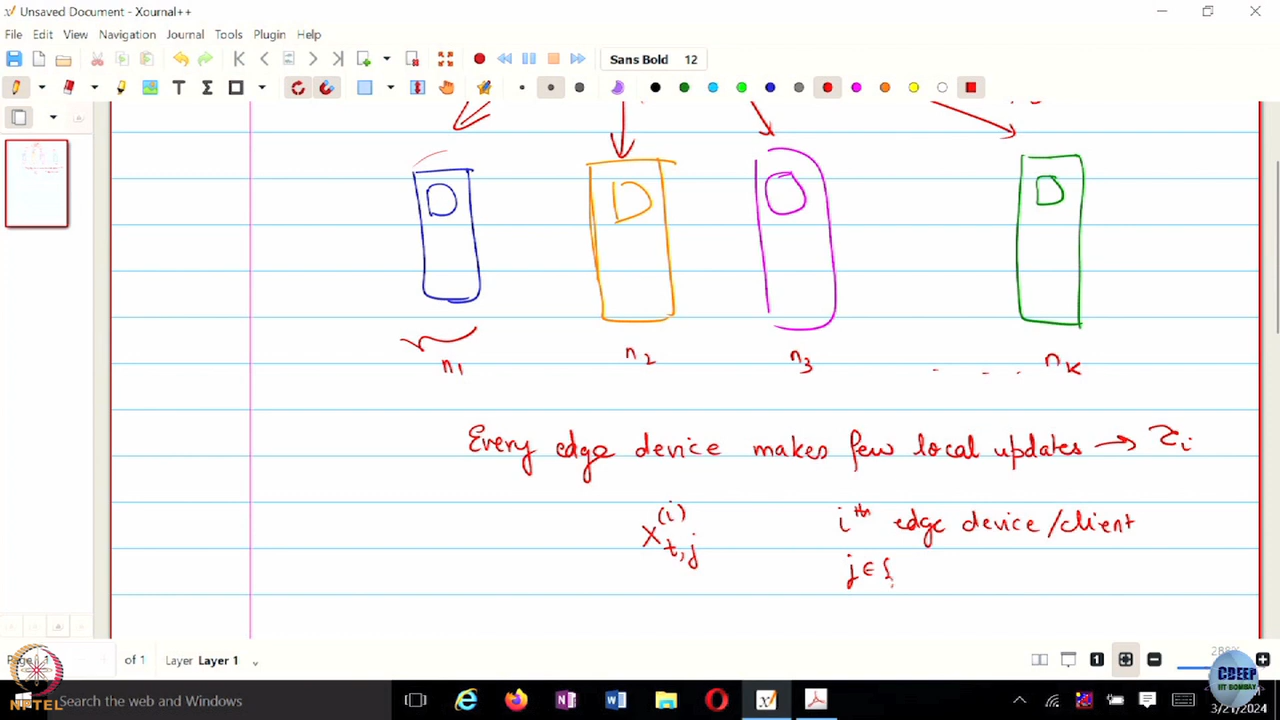 Unsaved Document - Xournal++
File Edit View Navigation Journal Tools Plugin Help
Sans Bold 12
D D D D
n1 n2 n3 . . . . nk
Every edge device makes few local updates → τi
x(i)t,j ith edge device/client
j ∈ {
of 1 Layer Layer 1
Search the web and Windows
NPTEL
CDEEP
IIT BOMBAY
3/21/2024